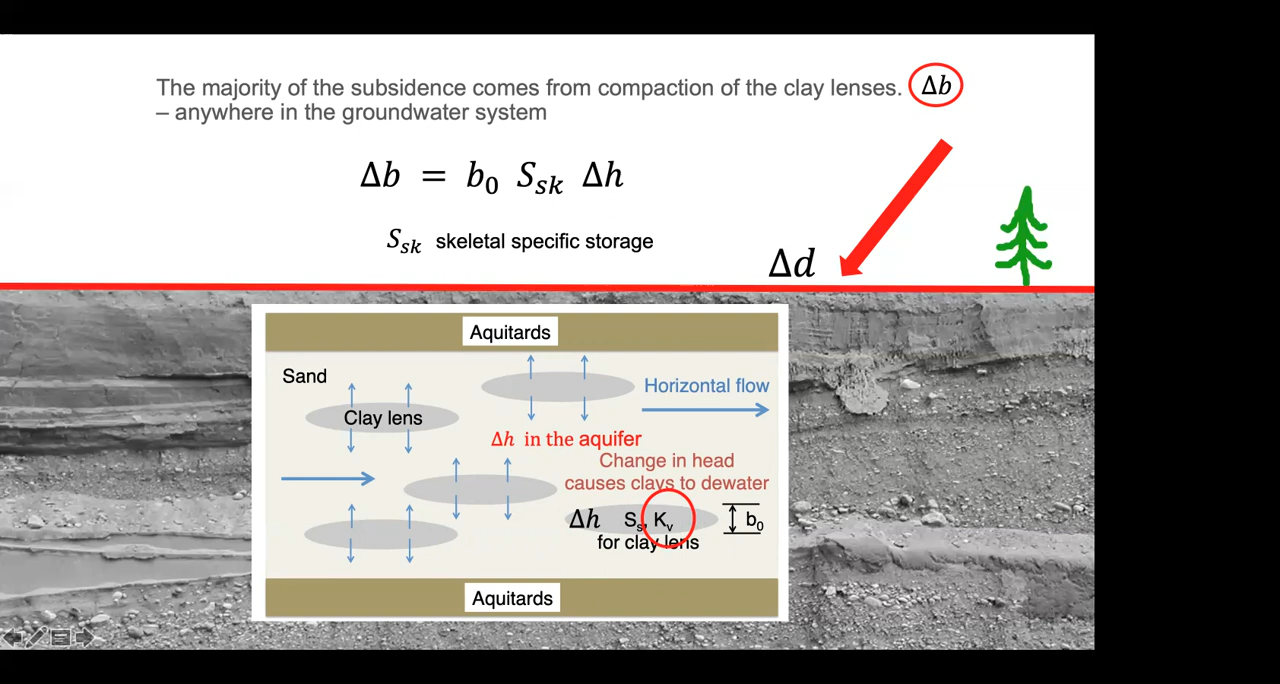 The majority of the subsidence comes from compaction of the clay lenses. Δb
– anywhere in the groundwater system
Δb = b₀ Sₛₖ Δh
Sₛₖ skeletal specific storage
Δd
Aquitards
Sand
Clay lens
Horizontal flow
Δh in the aquifer
Change in head
causes clays to dewater
Δh Sₛ, Kᵥ
b₀
for clay lens
Aquitards